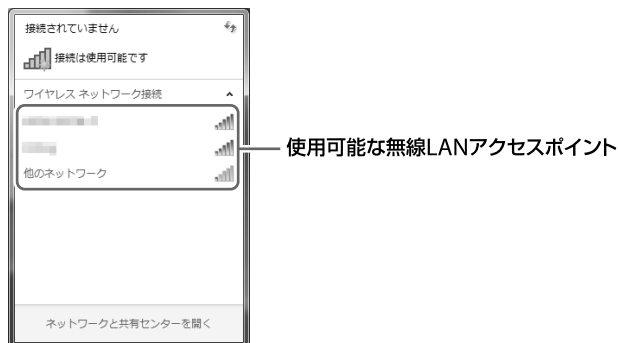 接続されていません
接続は使用可能です
ワイヤレス ネットワーク接続
他のネットワーク
使用可能な無線LANアクセスポイント
ネットワークと共有センターを開く